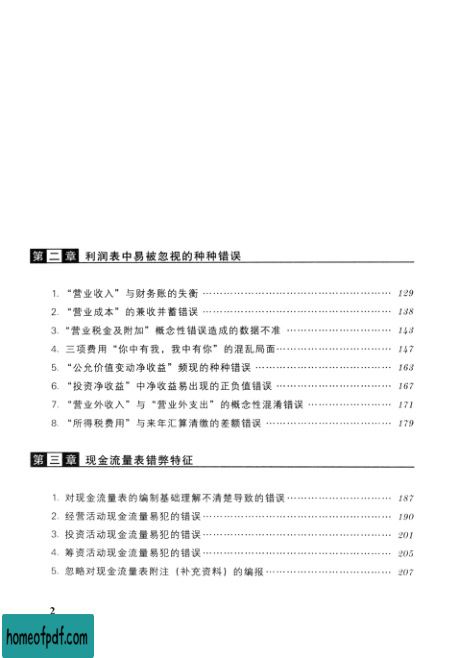 第二章 利润表中易被忽视的种种错误
1. “营业收入”与财务账的失衡 …… 129
2. “营业成本”的兼收并蓄错误 …… 138
3. “营业税金及附加”概念性错误造成的数据不准 …… 143
4. 三项费用“你中有我，我中有你”的混乱局面 …… 147
5. “公允价值变动净收益”频现的种种错误 …… 163
6. “投资净收益”中净收益易出现的正负值错误 …… 167
7. “营业外收入”与“营业外支出”的概念性混淆错误 …… 171
8. “所得税费用”与来年汇算清缴的差额错误 …… 179
第三章 现金流量表错弊特征
1. 对现金流量表的编制基础理解不清楚导致的错误 …… 187
2. 经营活动现金流量易犯的错误 …… 190
3. 投资活动现金流量易犯的错误 …… 201
4. 筹资活动现金流量易犯的错误 …… 205
5. 忽略对现金流量表附注（补充资料）的编报 …… 207
2
homeofpdf.com